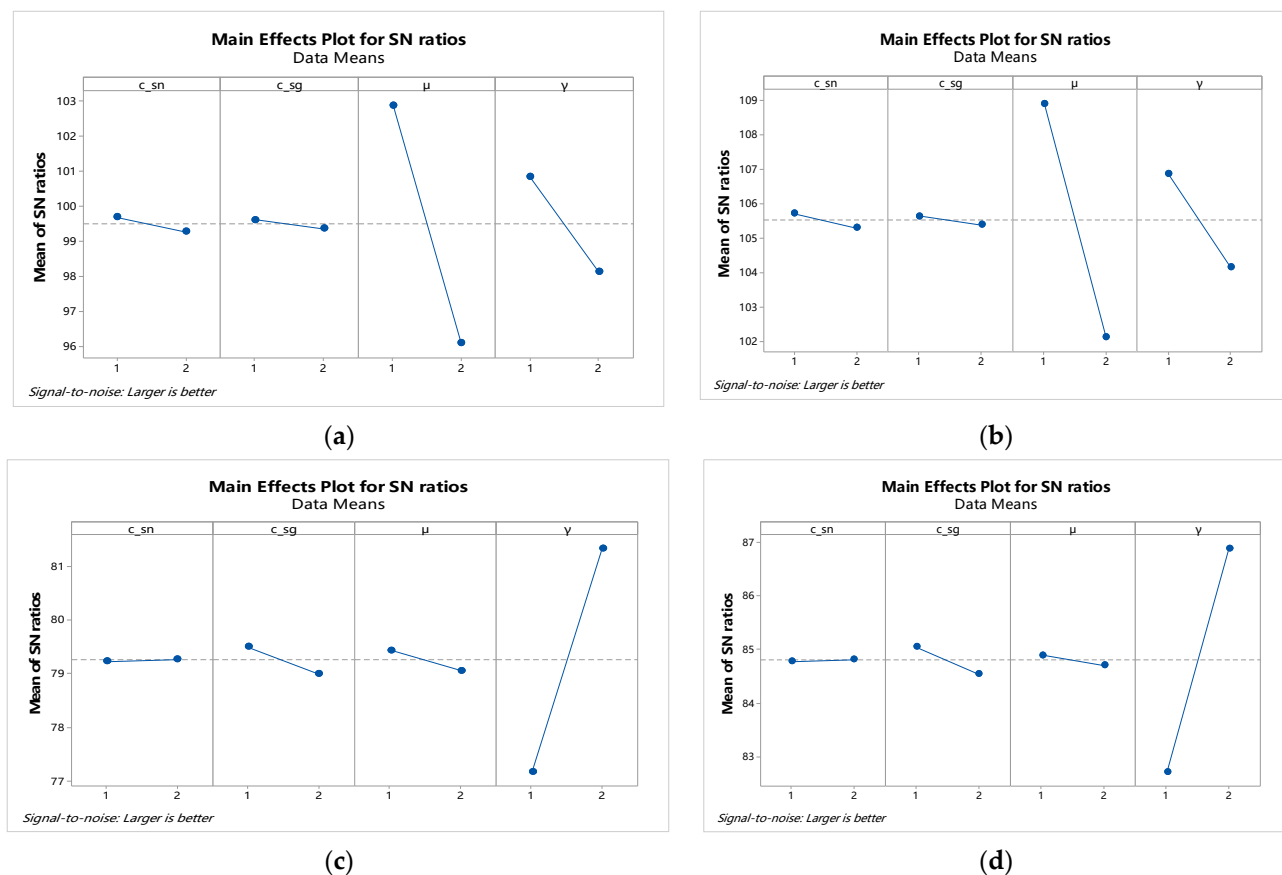 Main Effects Plot for SN ratios
Data Means
c_sn c_sg μ γ
Mean of SN ratios
103
102
101
100
99
98
97
96
1 2 1 2 1 2 1 2
Signal-to-noise: Larger is better
(a)
Main Effects Plot for SN ratios
Data Means
c_sn c_sg μ γ
Mean of SN ratios
109
108
107
106
105
104
103
102
1 2 1 2 1 2 1 2
Signal-to-noise: Larger is better
(b)
Main Effects Plot for SN ratios
Data Means
c_sn c_sg μ γ
Mean of SN ratios
81
80
79
78
77
1 2 1 2 1 2 1 2
Signal-to-noise: Larger is better
(c)
Main Effects Plot for SN ratios
Data Means
c_sn c_sg μ γ
Mean of SN ratios
87
86
85
84
83
1 2 1 2 1 2 1 2
Signal-to-noise: Larger is better
(d)